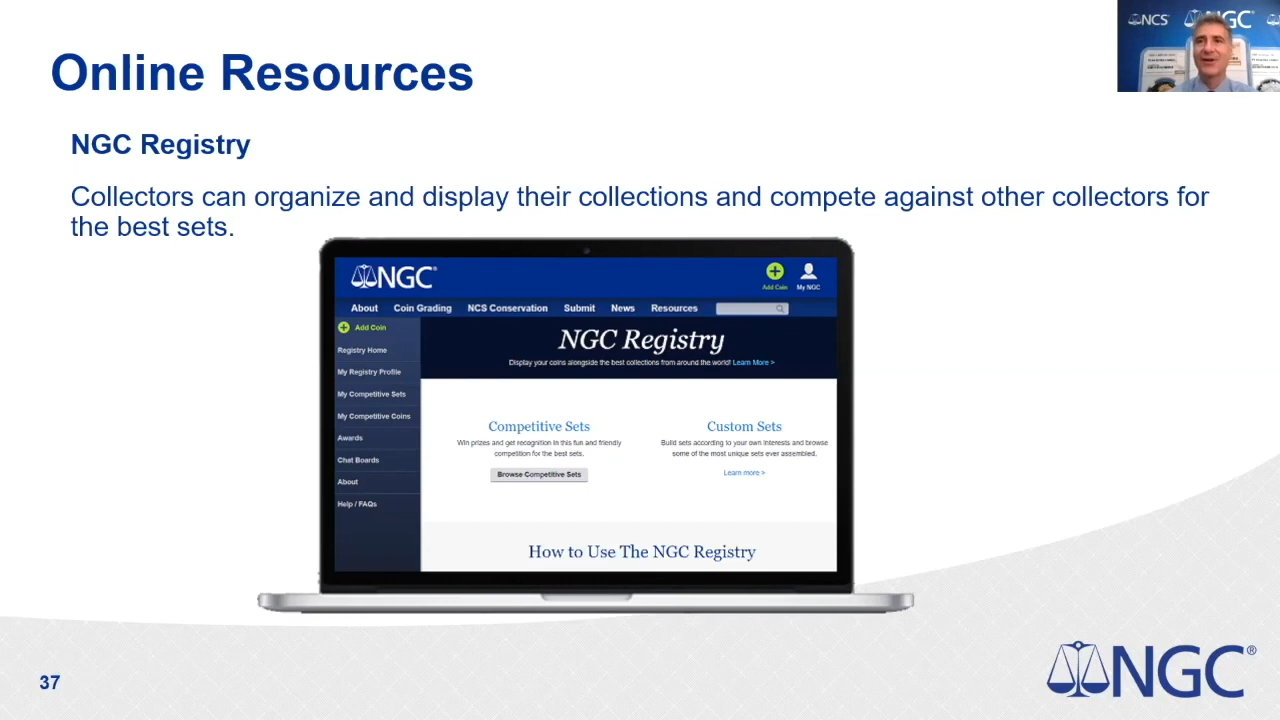 Online Resources
NCS
NGC
NGC Registry
Collectors can organize and display their collections and compete against other collectors for
the best sets.
NGC®
Add Coin
My NGC
About Coin Grading NCS Conservation Submit News Resources
Add Coin
Registry Home
My Registry Profile
My Competitive Sets
My Competitive Coins
Awards
Chat Boards
About
Help / FAQs
NGC Registry
Display your coins alongside the best collections from around the world! Learn More >
Competitive Sets
Win prizes and get recognition in this fun and friendly
competition for the best sets.
Browse Competitive Sets
Custom Sets
Build sets according to your own interests and browse
some of the most unique sets ever assembled.
Learn more >
How to Use The NGC Registry
37
NGC®